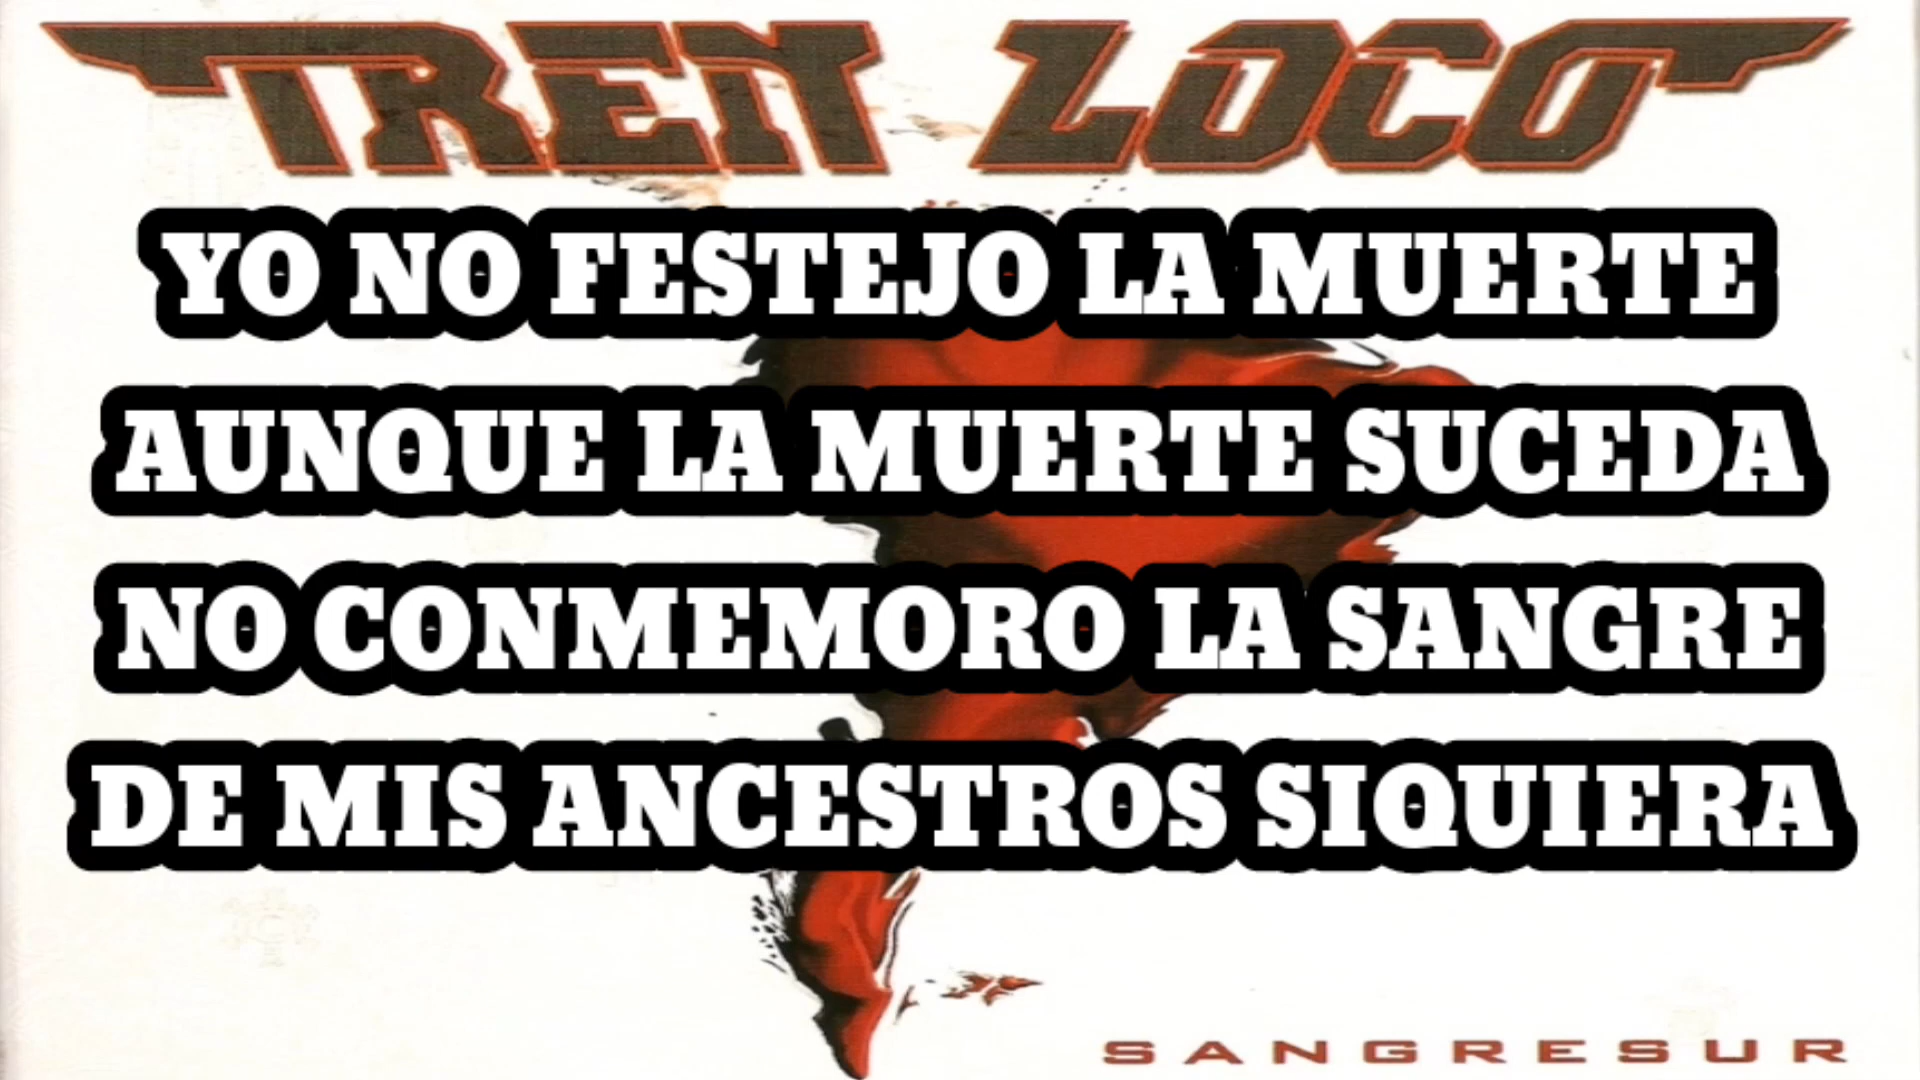 TREN LOCO
YO NO FESTEJO LA MUERTE
AUNQUE LA MUERTE SUCEDA
NO CONMEMORO LA SANGRE
DE MIS ANCESTROS SIQUIERA
SANGRESUR